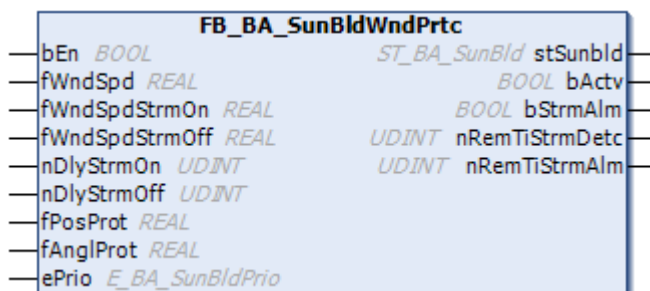 FB_BA_SunBldWndPrtc
bEn BOOL ST_BA_SunBld stSunbld
fWndSpd REAL BOOL bActv
fWndSpdStrmOn REAL BOOL bStrmAlm
fWndSpdStrmOff REAL UDINT nRemTiStrmDetc
nDlyStrmOn UDINT UDINT nRemTiStrmAlm
nDlyStrmOff UDINT
fPosProt REAL
fAnglProt REAL
ePrio E_BA_SunBldPrio